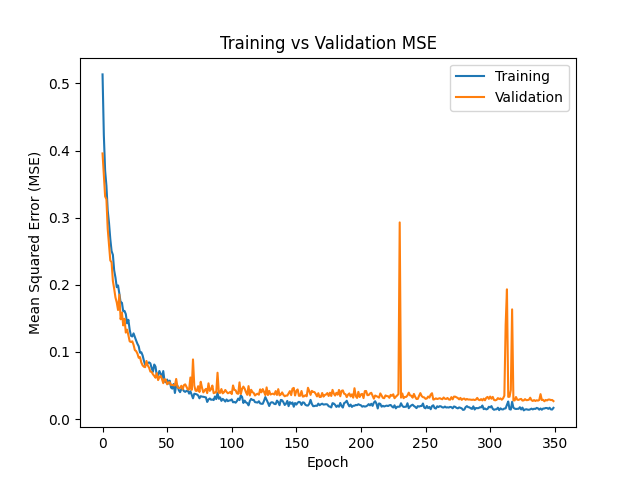 Training vs Validation MSE
Training
Validation
Mean Squared Error (MSE)
0.5
0.4
0.3
0.2
0.1
0.0
0 50 100 150 200 250 300 350
Epoch